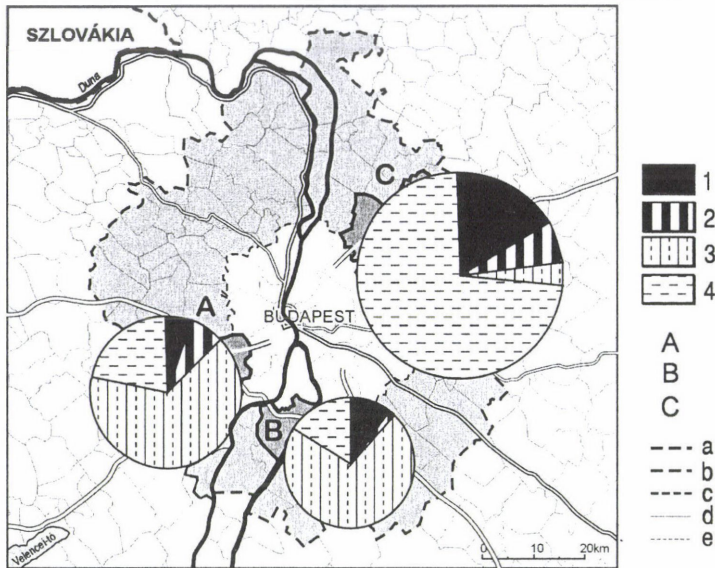 SZLOVÁKIA
Duna
C
A
BUDAPEST
B
Velencei-tó
0 10 20km
1
2
3
4
A
B
C
a
b
c
d
e